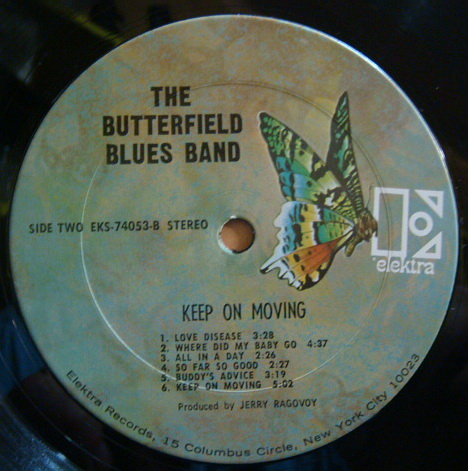 THE
BUTTERFIELD
BLUES BAND
SIDE TWO EKS-74053-B STEREO
elektra
KEEP ON MOVING
1. LOVE DISEASE 3:28
2. WHERE DID MY BABY GO 4:37
3. ALL IN A DAY 2:26
4. SO FAR SO GOOD 2:27
5. BUDDY'S ADVICE 3:19
6. KEEP ON MOVING 5:02
Produced by JERRY RAGOVOY
Elektra Records, 15 Columbus Circle, New York City 10023